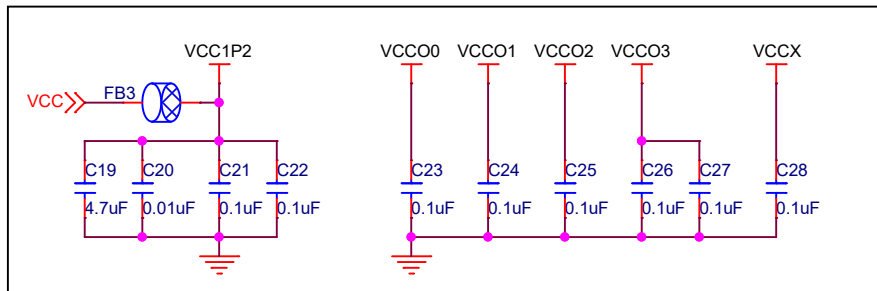 VCC1P2 VCCO0 VCCO1 VCCO2 VCCO3 VCCX
VCC FB3
C19 C20 C21 C22 C23 C24 C25 C26 C27 C28
4.7uF 0.01uF 0.1uF 0.1uF 0.1uF 0.1uF 0.1uF 0.1uF 0.1uF 0.1uF